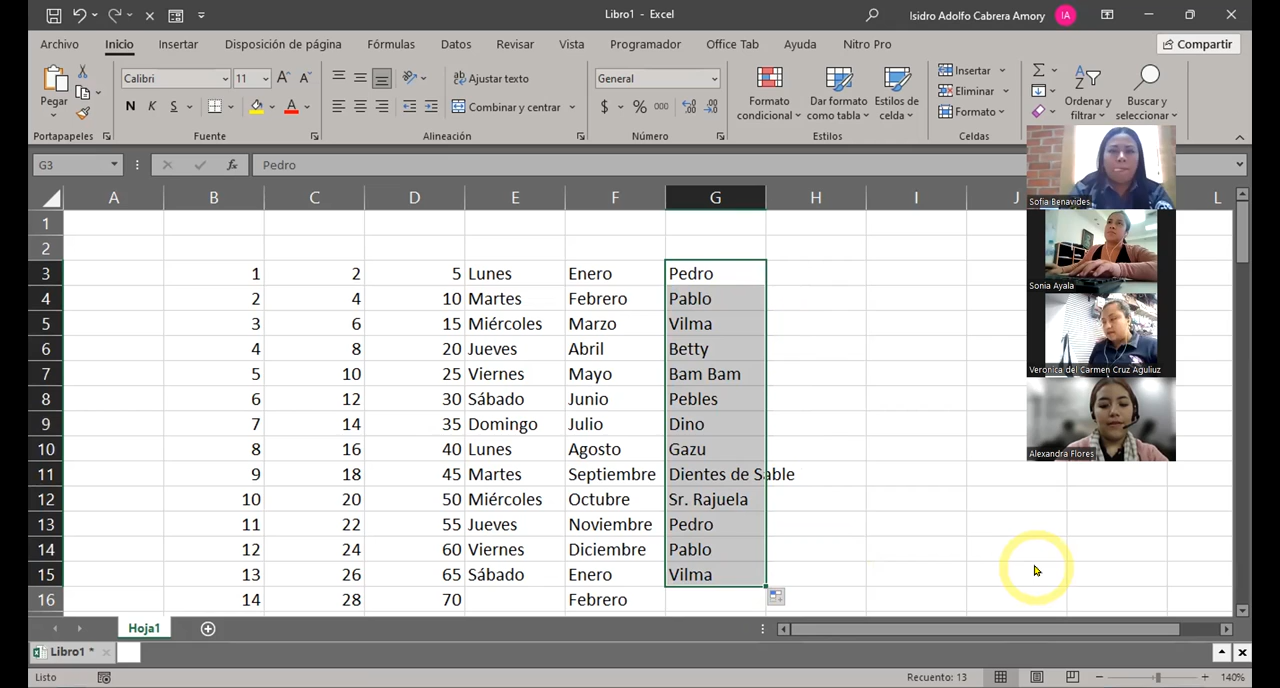 Libro1 - Excel
Isidro Adolfo Cabrera Amory
IA
Archivo Inicio Insertar Disposición de página Fórmulas Datos Revisar Vista Programador Office Tab Ayuda Nitro Pro
Compartir
Pegar
Calibri 11 A A
N K S A
Ajustar texto
Combinar y centrar
General
$ % 000
Formato condicional
Dar formato como tabla
Estilos de celda
Insertar
Eliminar
Formato
Ordenar y filtrar
Buscar y seleccionar
Portapapeles Fuente Alineación Número Estilos Celdas
G3 fx Pedro
A B C D E F G H I J L
1
2
3 1 2 5 Lunes Enero Pedro
4 2 4 10 Martes Febrero Pablo
5 3 6 15 Miércoles Marzo Vilma
6 4 8 20 Jueves Abril Betty
7 5 10 25 Viernes Mayo Bam Bam
8 6 12 30 Sábado Junio Pebles
9 7 14 35 Domingo Julio Dino
10 8 16 40 Lunes Agosto Gazu
11 9 18 45 Martes Septiembre Dientes de Sable
12 10 20 50 Miércoles Octubre Sr. Rajuela
13 11 22 55 Jueves Noviembre Pedro
14 12 24 60 Viernes Diciembre Pablo
15 13 26 65 Sábado Enero Vilma
16 14 28 70 Febrero
Sofia Benavides
Sonia Ayala
Veronica del Carmen Cruz Aguliuz
Alexandra Flores
Hoja1
Libro1 *
Listo
Recuento: 13
140%